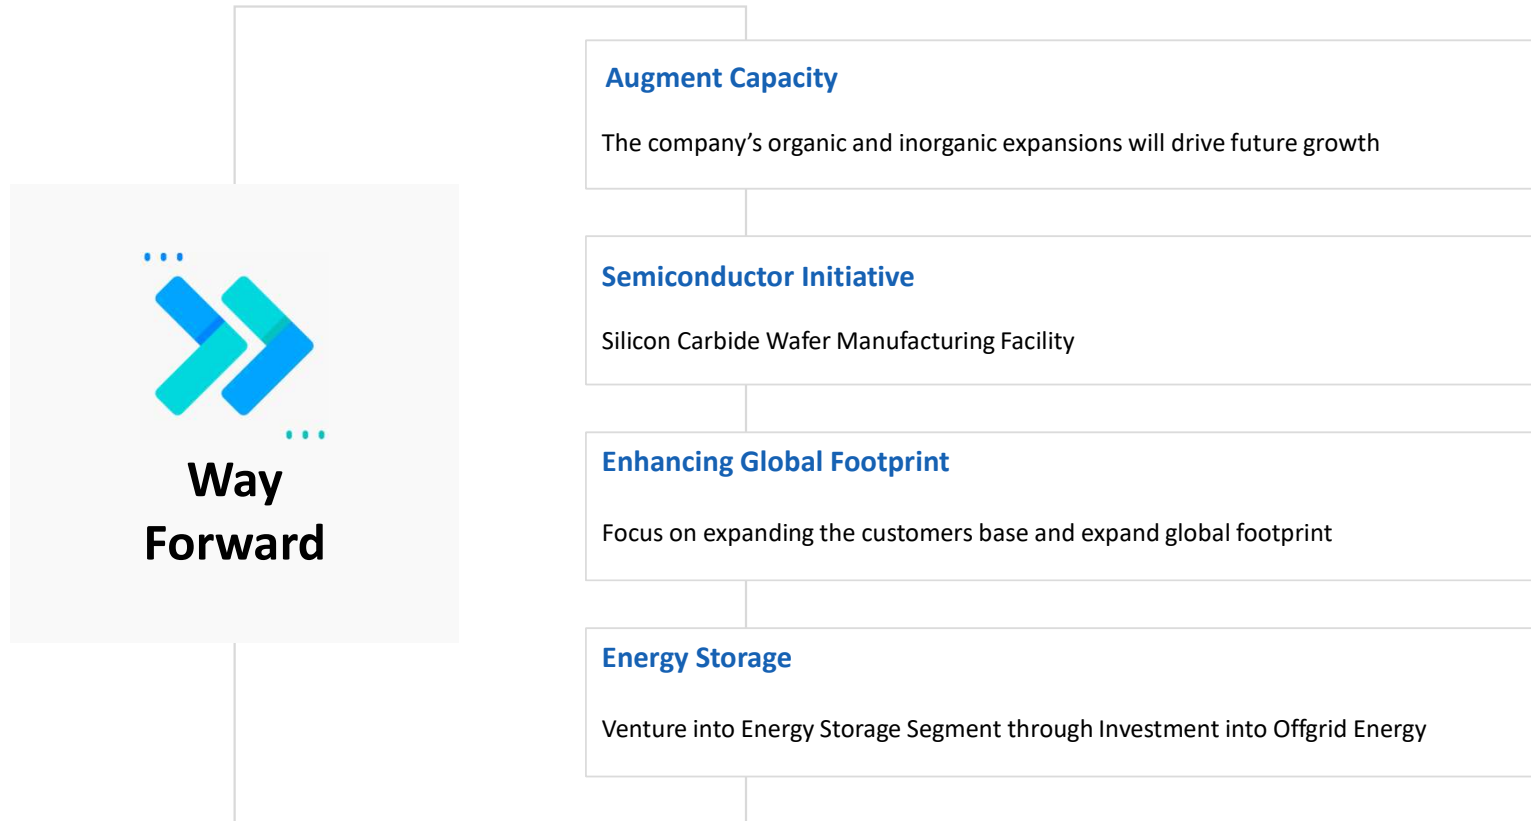 Way
Forward
Augment Capacity
The company’s organic and inorganic expansions will drive future growth
Semiconductor Initiative
Silicon Carbide Wafer Manufacturing Facility
Enhancing Global Footprint
Focus on expanding the customers base and expand global footprint
Energy Storage
Venture into Energy Storage Segment through Investment into Offgrid Energy